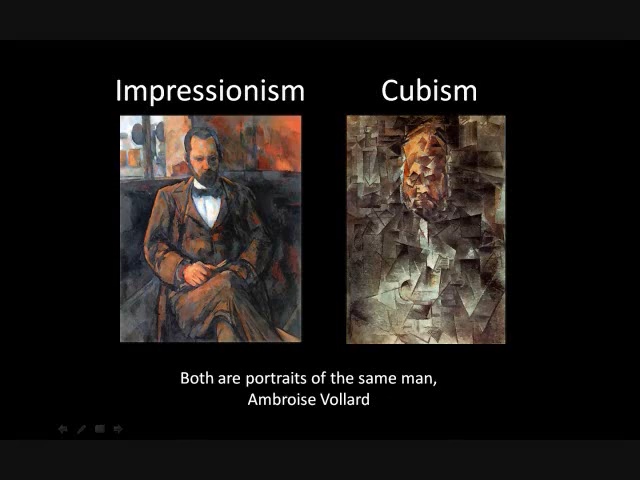 Impressionism
Cubism
Both are portraits of the same man,
Ambroise Vollard